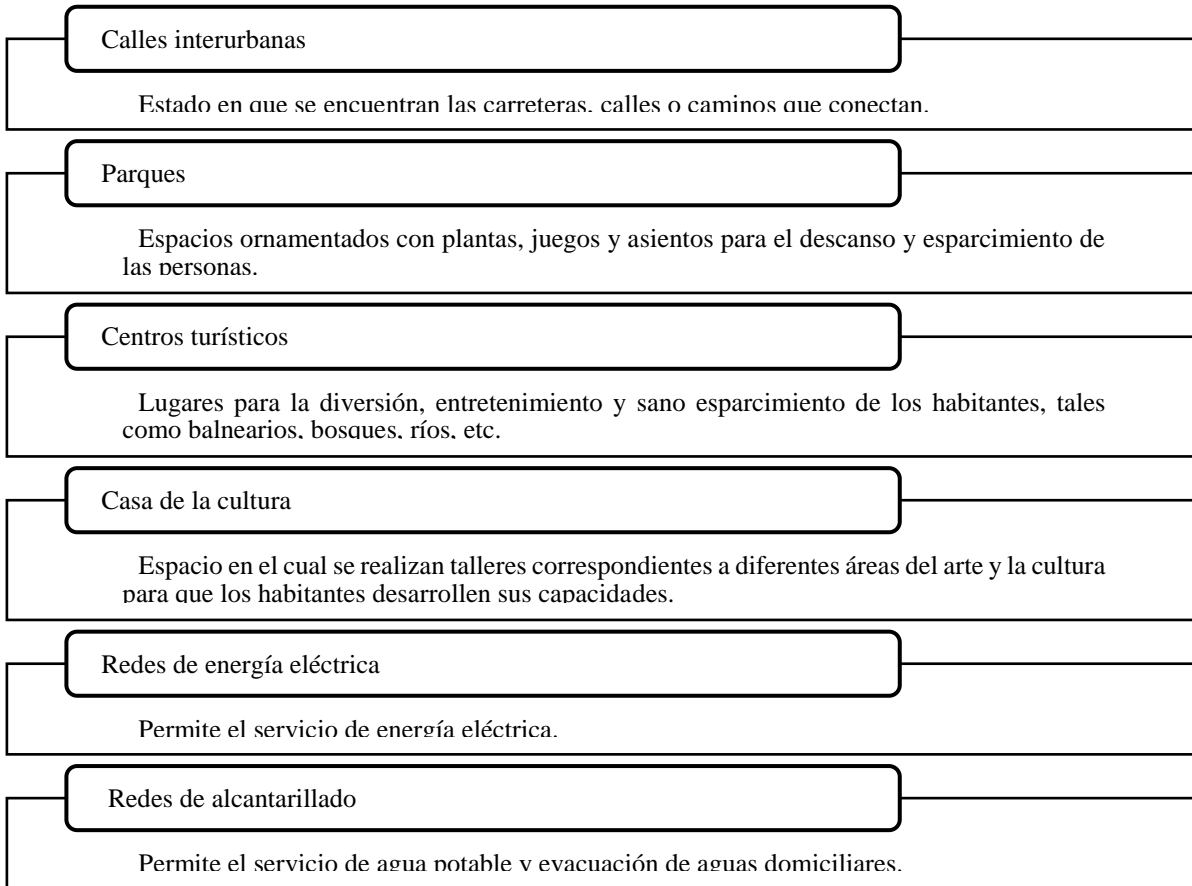 Calles interurbanas
Estado en que se encuentran las carreteras, calles o caminos que conectan.
Parques
Espacios ornamentados con plantas, juegos y asientos para el descanso y esparcimiento de
las personas.
Centros turísticos
Lugares para la diversión, entretenimiento y sano esparcimiento de los habitantes, tales
como balnearios, bosques, ríos, etc.
Casa de la cultura
Espacio en el cual se realizan talleres correspondientes a diferentes áreas del arte y la cultura
para que los habitantes desarrollen sus capacidades.
Redes de energía eléctrica
Permite el servicio de energía eléctrica.
Redes de alcantarillado
Permite el servicio de agua potable y evacuación de aguas domiciliares.